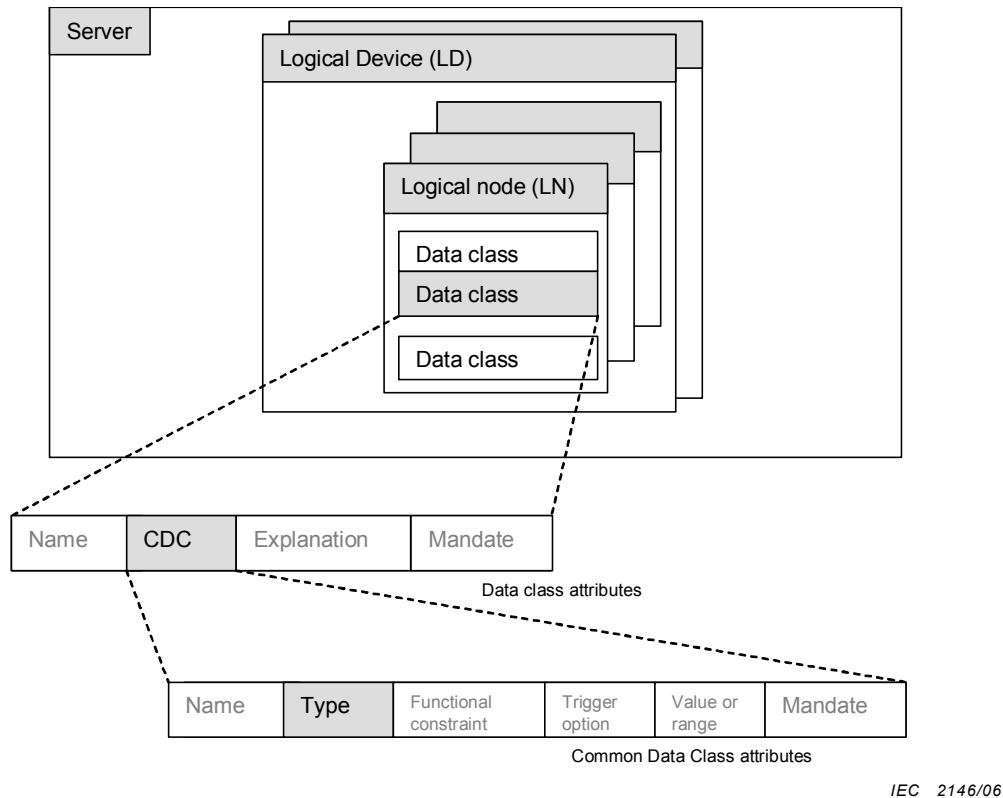 Server
Logical Device (LD)
Logical node (LN)
Data class
Data class
Data class
Name CDC Explanation Mandate
Data class attributes
Name Type Functional constraint Trigger option Value or range Mandate
Common Data Class attributes
IEC 2146/06